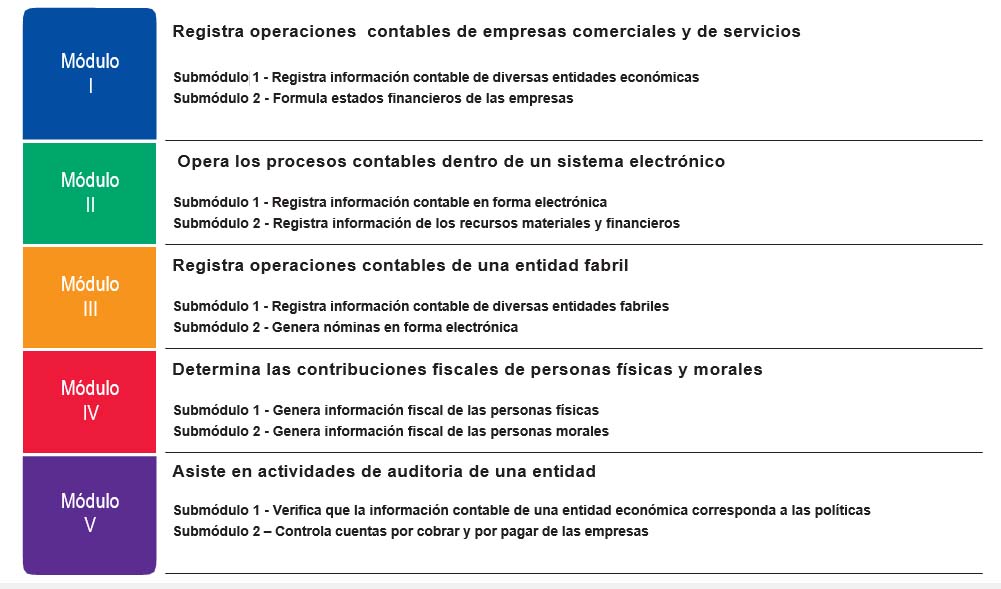 Módulo
I
Registra operaciones contables de empresas comerciales y de servicios
Submódulo 1 - Registra información contable de diversas entidades económicas
Submódulo 2 - Formula estados financieros de las empresas
Módulo
II
Opera los procesos contables dentro de un sistema electrónico
Submódulo 1 - Registra información contable en forma electrónica
Submódulo 2 - Registra información de los recursos materiales y financieros
Módulo
III
Registra operaciones contables de una entidad fabril
Submódulo 1 - Registra información contable de diversas entidades fabriles
Submódulo 2 - Genera nóminas en forma electrónica
Módulo
IV
Determina las contribuciones fiscales de personas físicas y morales
Submódulo 1 - Genera información fiscal de las personas físicas
Submódulo 2 - Genera información fiscal de las personas morales
Módulo
V
Asiste en actividades de auditoria de una entidad
Submódulo 1 - Verifica que la información contable de una entidad económica corresponda a las políticas
Submódulo 2 – Controla cuentas por cobrar y por pagar de las empresas